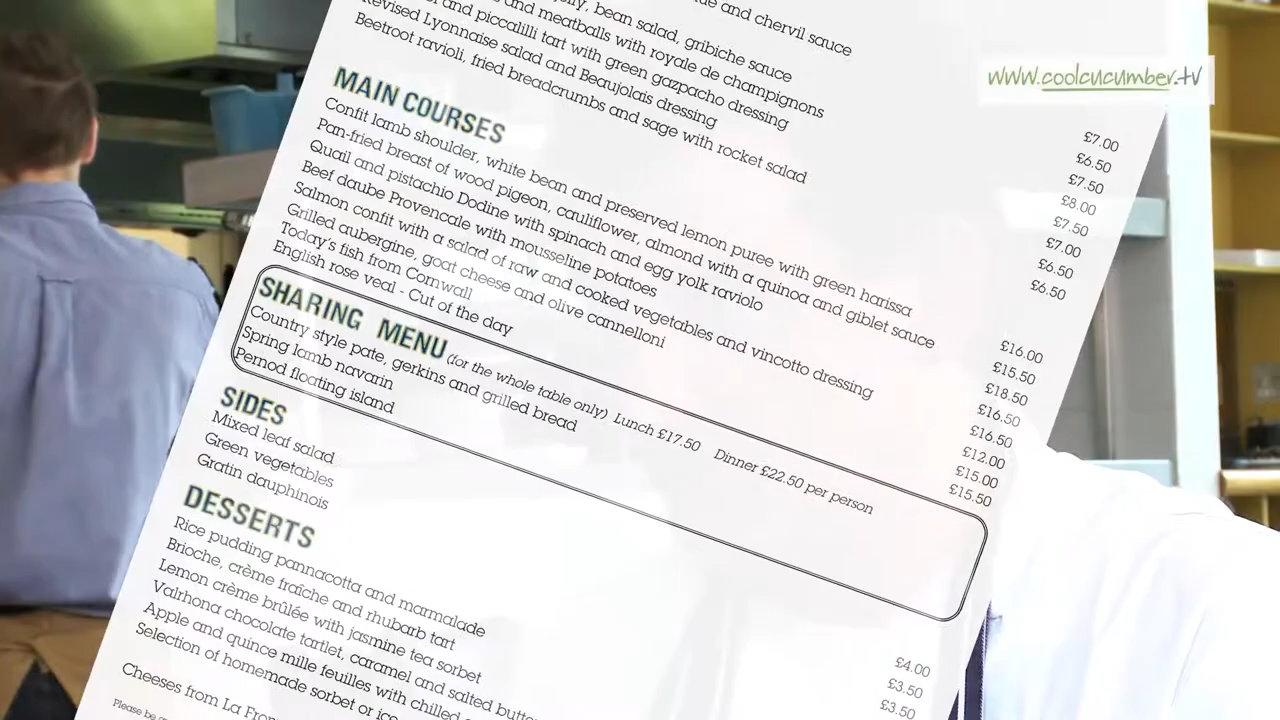 www.coolcucumber.tv
£7.00
£6.50
and chervil sauce £7.50
bean salad, gribiche sauce £8.00
and meatballs with royale de champignons £7.50
and piccalilli tart with green gazpacho dressing £7.00
Revised Lyonnaise salad and Beaujolais dressing £6.50
Beetroot ravioli, fried breadcrumbs and sage with rocket salad £6.50
MAIN COURSES
Confit lamb shoulder, white bean and preserved lemon puree with green harissa £16.00
Pan-fried breast of wood pigeon, cauliflower, almond with a quinoa and giblet sauce £15.50
Quail and pistachio Dodine with spinach and egg yolk raviolo £18.50
Beef daube Provencale with mousseline potatoes £16.50
Salmon confit with a salad of raw and cooked vegetables and vincotto dressing £16.50
Grilled aubergine, goat cheese and olive cannelloni £12.00
Today's fish from Cornwall £15.00
English rose veal - Cut of the day £15.50
SHARING MENU (for the whole table only) Lunch £17.50 Dinner £22.50 per person
Country style pate, gerkins and grilled bread
Spring lamb navarin
Pernod floating island
SIDES
Mixed leaf salad £4.00
Green vegetables £3.50
Gratin dauphinois £3.50
DESSERTS
Rice pudding pannacotta and marmalade
Brioche, crème fraîche and rhubarb tart
Lemon crème brûlée with jasmine tea sorbet
Valrhona chocolate tartlet, caramel and salted
Apple and quince mille feuilles with chilled
Selection of homemade sorbet or
Cheeses from La
Please be